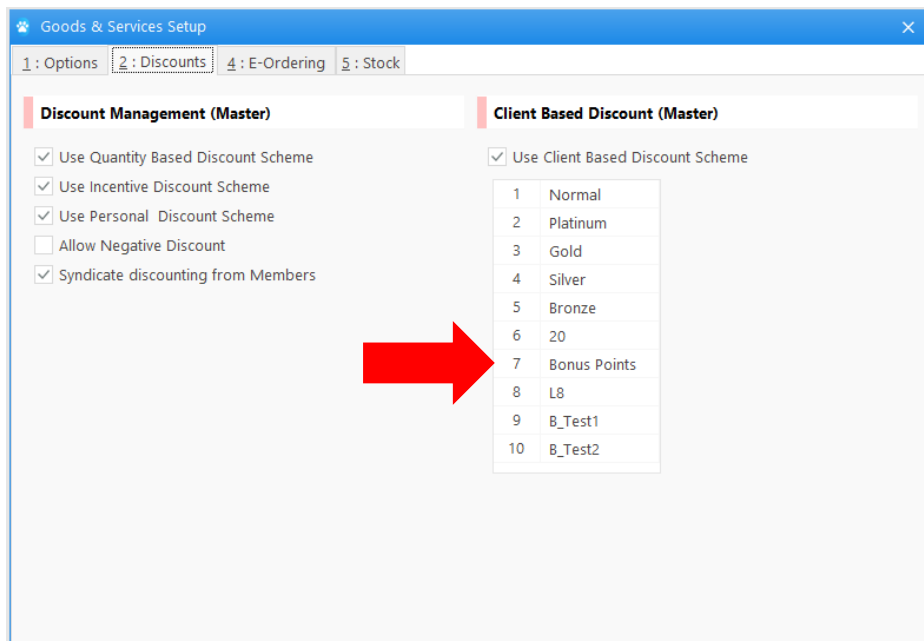 Goods & Services Setup
1 : Options 2 : Discounts 4 : E-Ordering 5 : Stock
Discount Management (Master)
Use Quantity Based Discount Scheme
Use Incentive Discount Scheme
Use Personal Discount Scheme
Allow Negative Discount
Syndicate discounting from Members
Client Based Discount (Master)
Use Client Based Discount Scheme
1 Normal
2 Platinum
3 Gold
4 Silver
5 Bronze
6 20
7 Bonus Points
8 L8
9 B_Test1
10 B_Test2